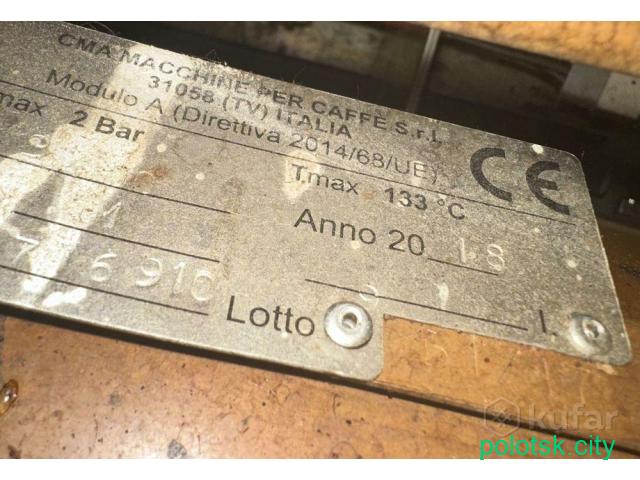 CMA MACCHINE PER CAFFÈ S.r.L.
31058 (TV) ITALIA
Modulo A (Direttiva 2014/68/UE)
max 2 Bar Tmax 133 °C
Anno 20 18
6910 Lotto I.
kufar
polotsk.city